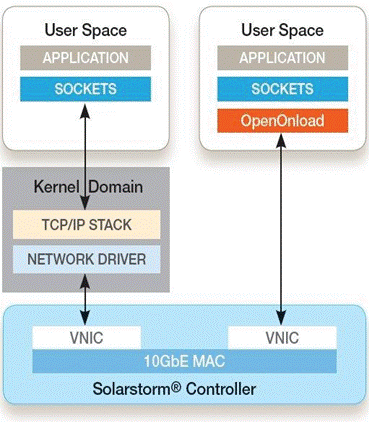 User Space
APPLICATION
SOCKETS
User Space
APPLICATION
SOCKETS
OpenOnload
Kernel Domain
TCP/IP STACK
NETWORK DRIVER
VNIC
VNIC
10GbE MAC
Solarstorm® Controller